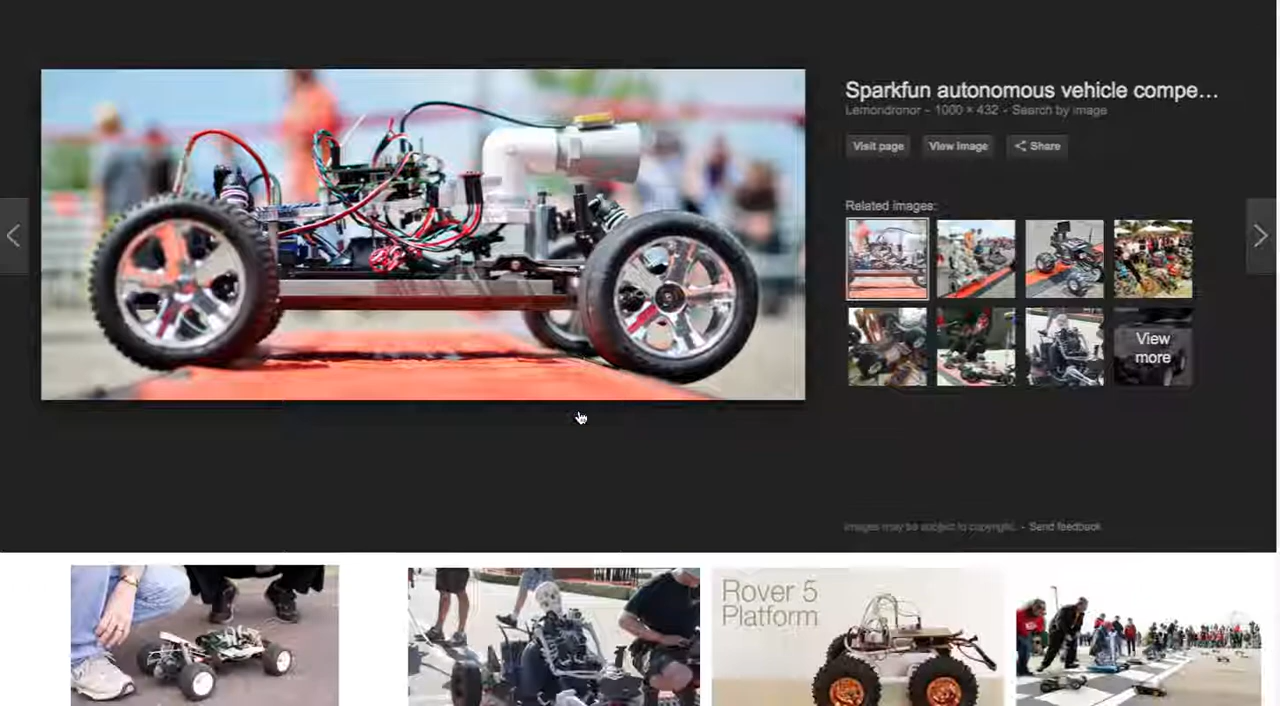 Sparkfun autonomous vehicle compe...
Lemondronor - 1000 × 432 - Search by image
Visit page
View image
Share
Related images:
View
more
Images may be subject to copyright. - Send feedback
Rover 5
Platform